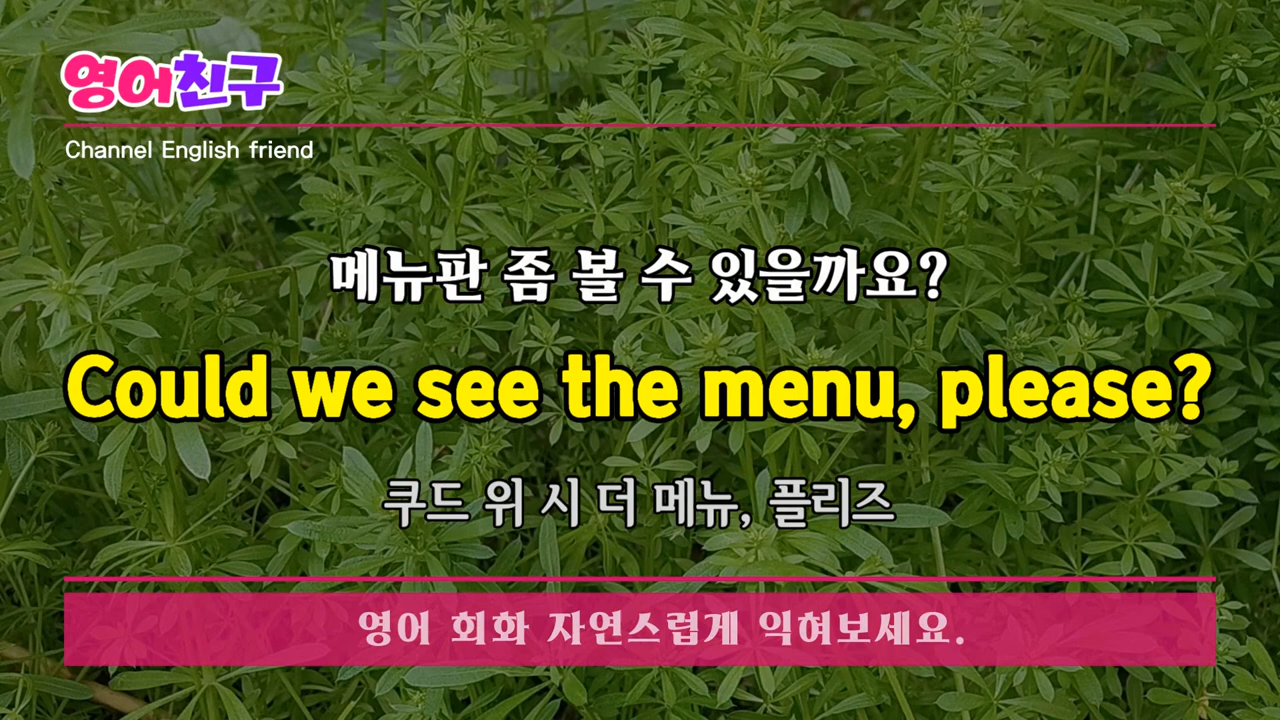 영어친구
Channel English friend
메뉴판 좀 볼 수 있을까요?
Could we see the menu, please?
쿠드 위 시 더 메뉴, 플리즈
영어 회화 자연스럽게 익혀보세요.